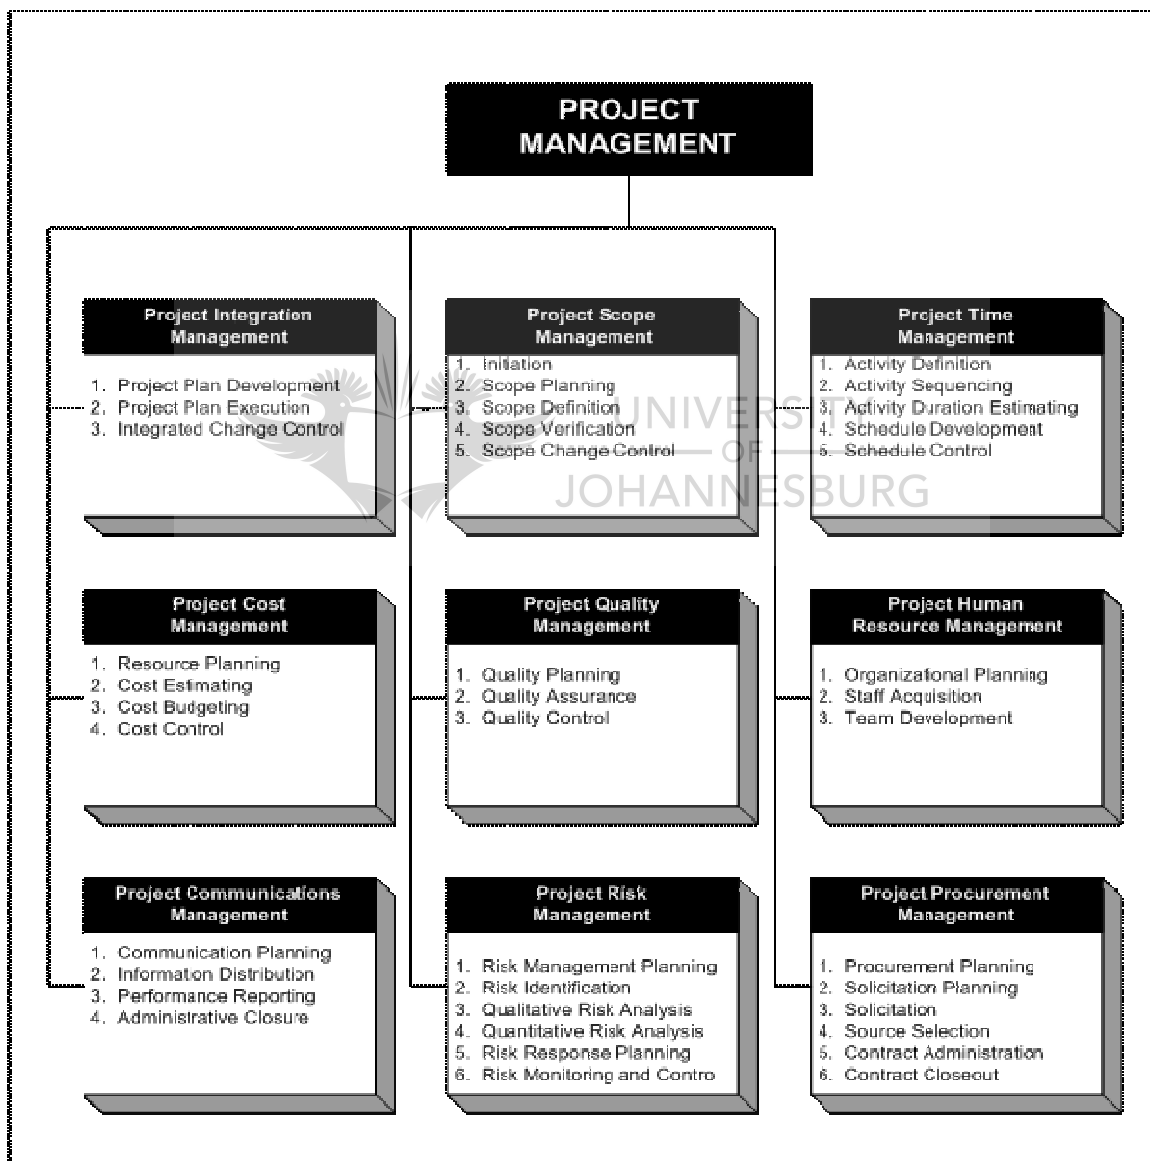 PROJECT
MANAGEMENT
Project Integration
Management
1. Project Plan Development
2. Project Plan Execution
3. Integrated Change Control
Project Scope
Management
1. Initiation
2. Scope Planning
3. Scope Definition
4. Scope Verification
5. Scope Change Control
Project Time
Management
1. Activity Definition
2. Activity Sequencing
3. Activity Duration Estimating
4. Schedule Development
5. Schedule Control
UNIVERSITY
OF
JOHANNESBURG
Project Cost
Management
1. Resource Planning
2. Cost Estimating
3. Cost Budgeting
4. Cost Control
Project Quality
Management
1. Quality Planning
2. Quality Assurance
3. Quality Control
Project Human
Resource Management
1. Organizational Planning
2. Staff Acquisition
3. Team Development
Project Communications
Management
1. Communication Planning
2. Information Distribution
3. Performance Reporting
4. Administrative Closure
Project Risk
Management
1. Risk Management Planning
2. Risk Identification
3. Qualitative Risk Analysis
4. Quantitative Risk Analysis
5. Risk Response Planning
6. Risk Monitoring and Contro
Project Procurement
Management
1. Procurement Planning
2. Solicitation Planning
3. Solicitation
4. Source Selection
5. Contract Administration
6. Contract Closeout